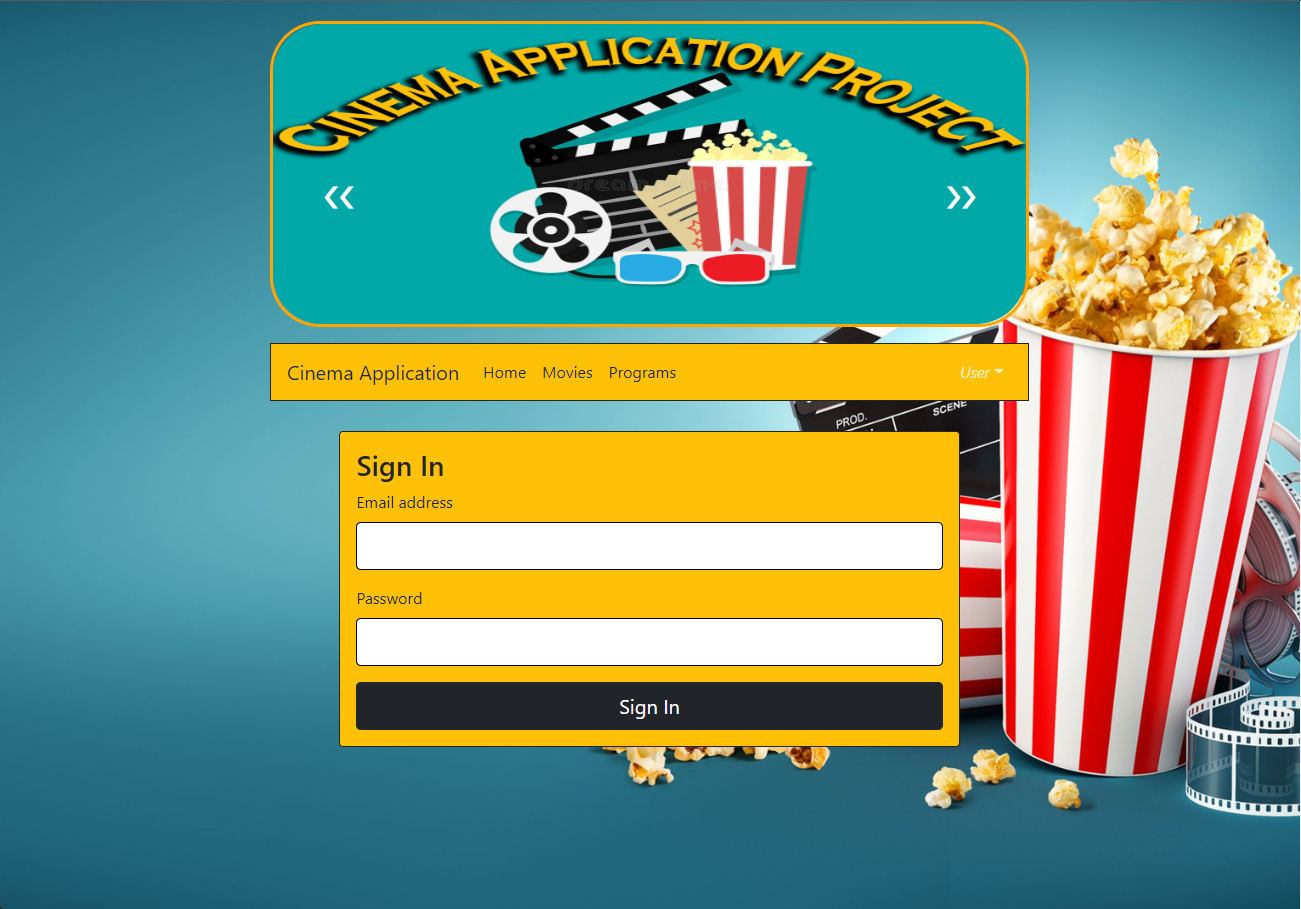 Cinema Application Project
« »
Cinema Application Home Movies Programs User
PROD.
SCENE
Sign In
Email address
Password
Sign In